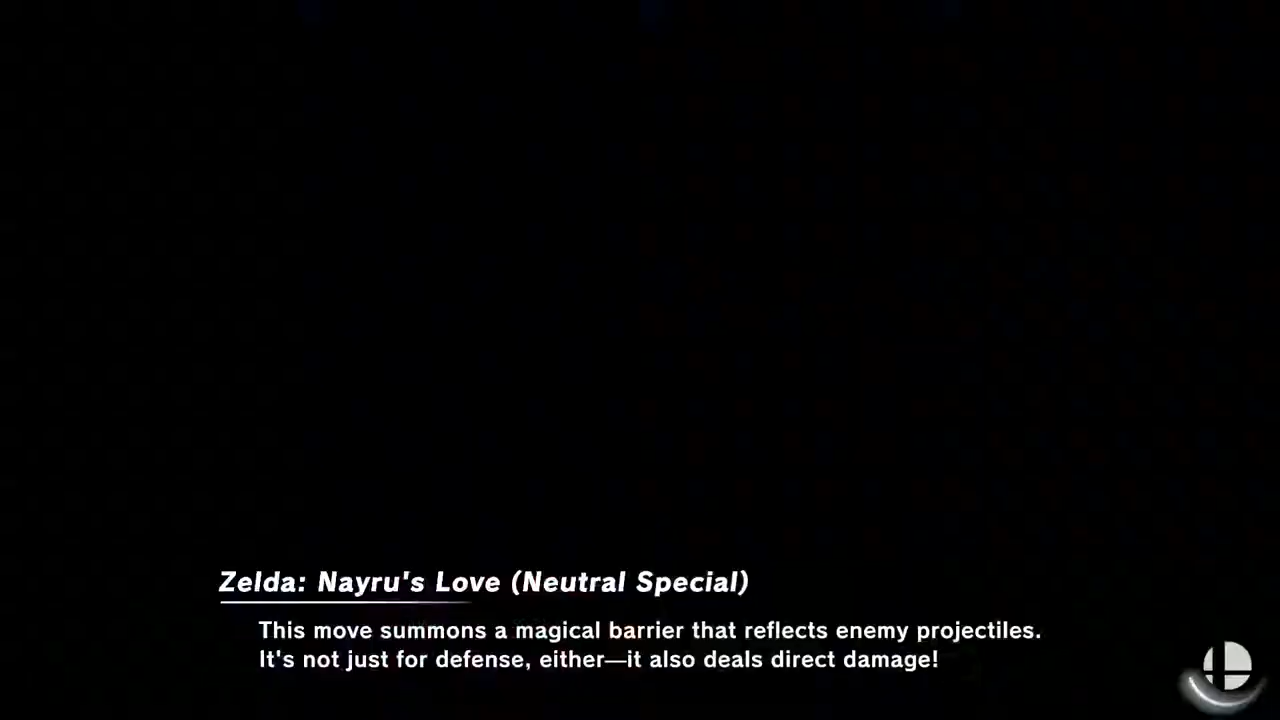 Zelda: Nayru's Love (Neutral Special)
This move summons a magical barrier that reflects enemy projectiles.
It's not just for defense, either—it also deals direct damage!